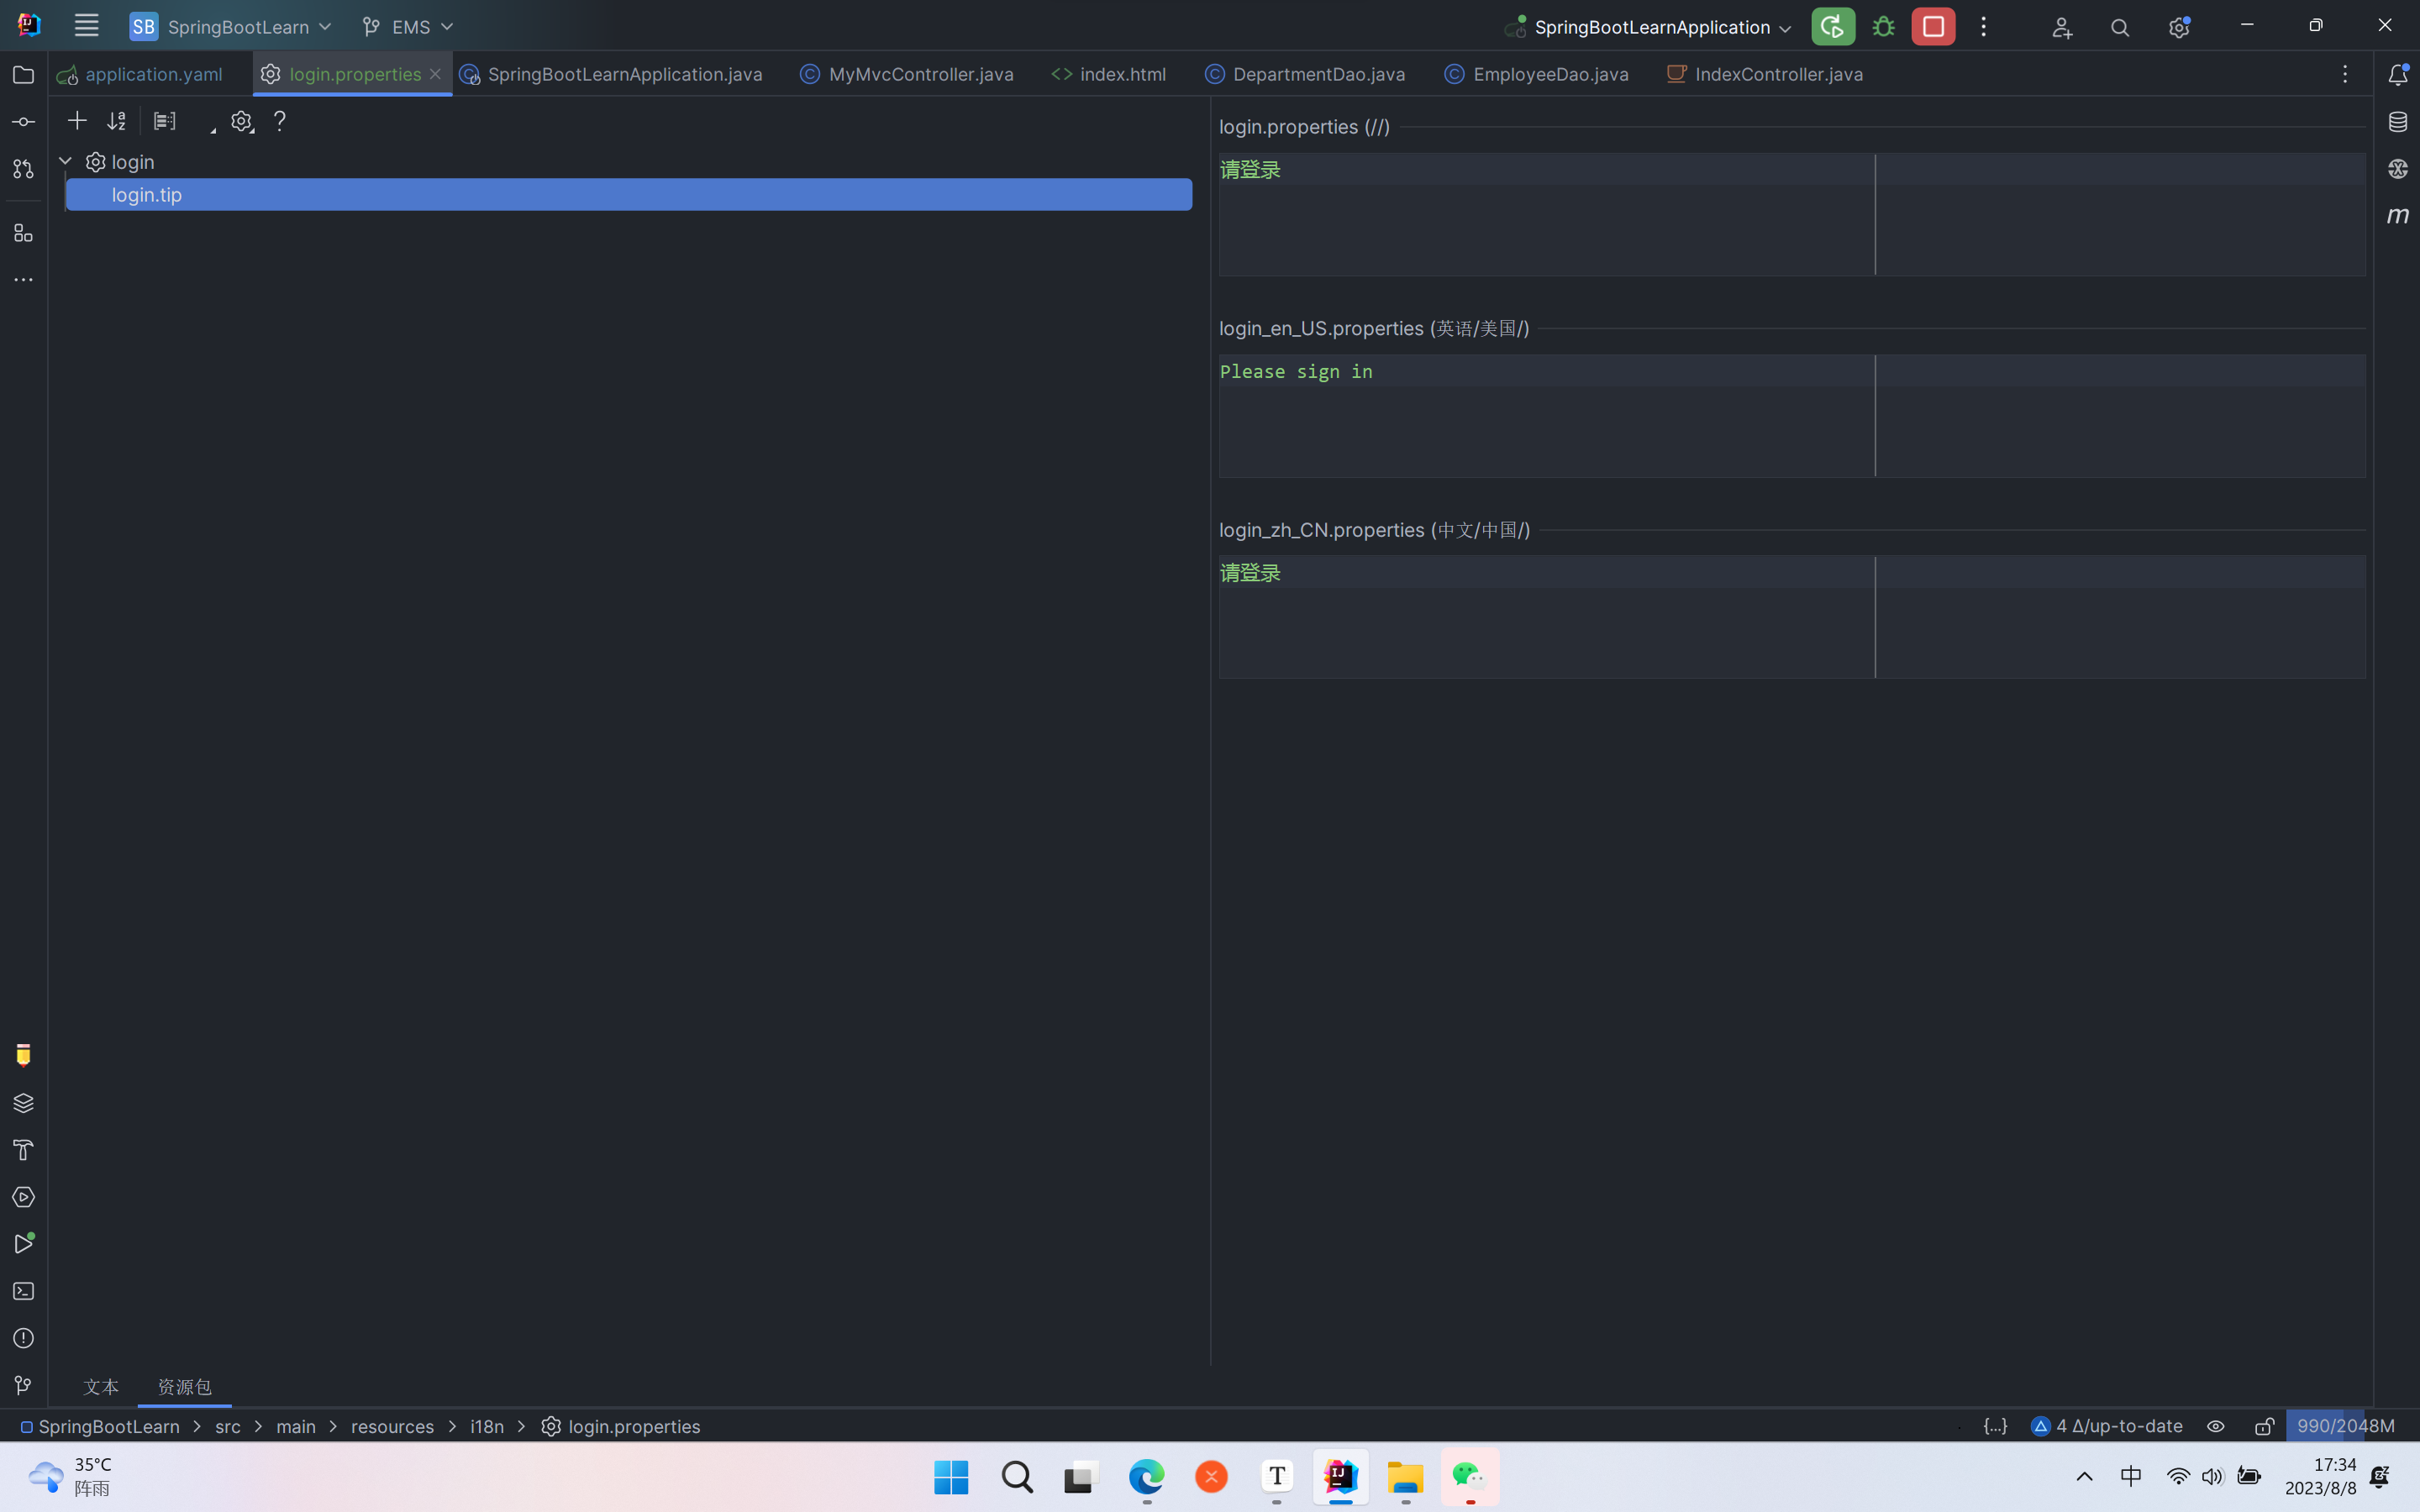 SB SpringBootLearn EMS SpringBootLearnApplication
application.yaml login.properties SpringBootLearnApplication.java MyMvcController.java index.html DepartmentDao.java EmployeeDao.java IndexController.java
login
login.tip
login.properties (//)
请登录
login_en_US.properties (英语/美国/)
Please sign in
login_zh_CN.properties (中文/中国/)
请登录
文本 资源包
SpringBootLearn > src > main > resources > i18n > login.properties {...} 4 Δ/up-to-date 990/2048M
35°C
阵雨
中
17:34
2023/8/8